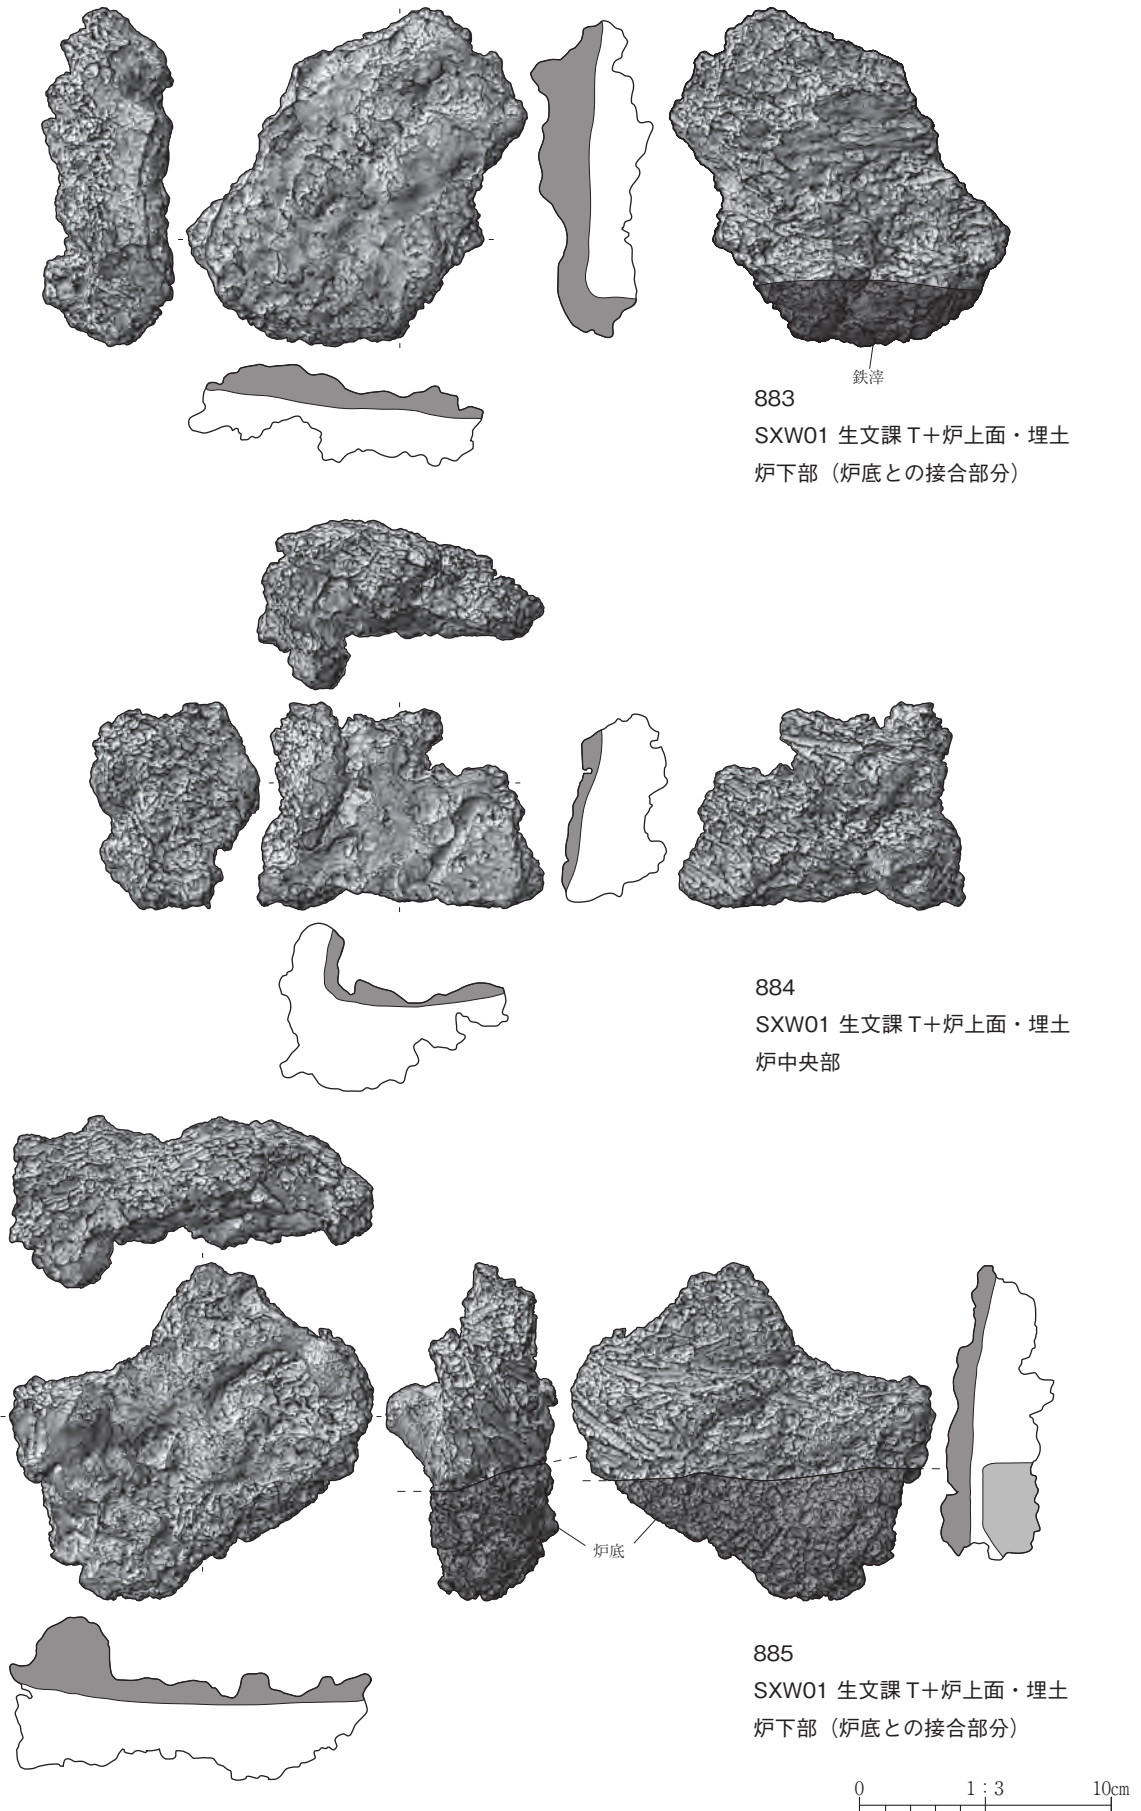 鉄滓
883
SXW01 生文課 T＋炉上面・埋土
炉下部（炉底との接合部分）
884
SXW01 生文課 T＋炉上面・埋土
炉中央部
炉底
885
SXW01 生文課 T＋炉上面・埋土
炉下部（炉底との接合部分）
0 1：3 10cm